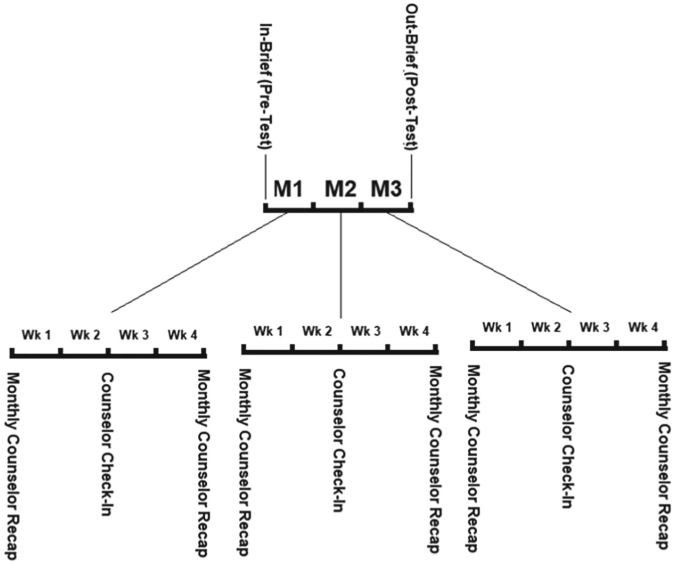 In-Brief (Pre-Test)
Out-Brief (Post-Test)
M1 M2 M3
Wk 1 Wk 2 Wk 3 Wk 4
Monthly Counselor Recap
Counselor Check-In
Monthly Counselor Recap
Wk 1 Wk 2 Wk 3 Wk 4
Monthly Counselor Recap
Counselor Check-In
Monthly Counselor Recap
Wk 1 Wk 2 Wk 3 Wk 4
Monthly Counselor Recap
Counselor Check-In
Monthly Counselor Recap